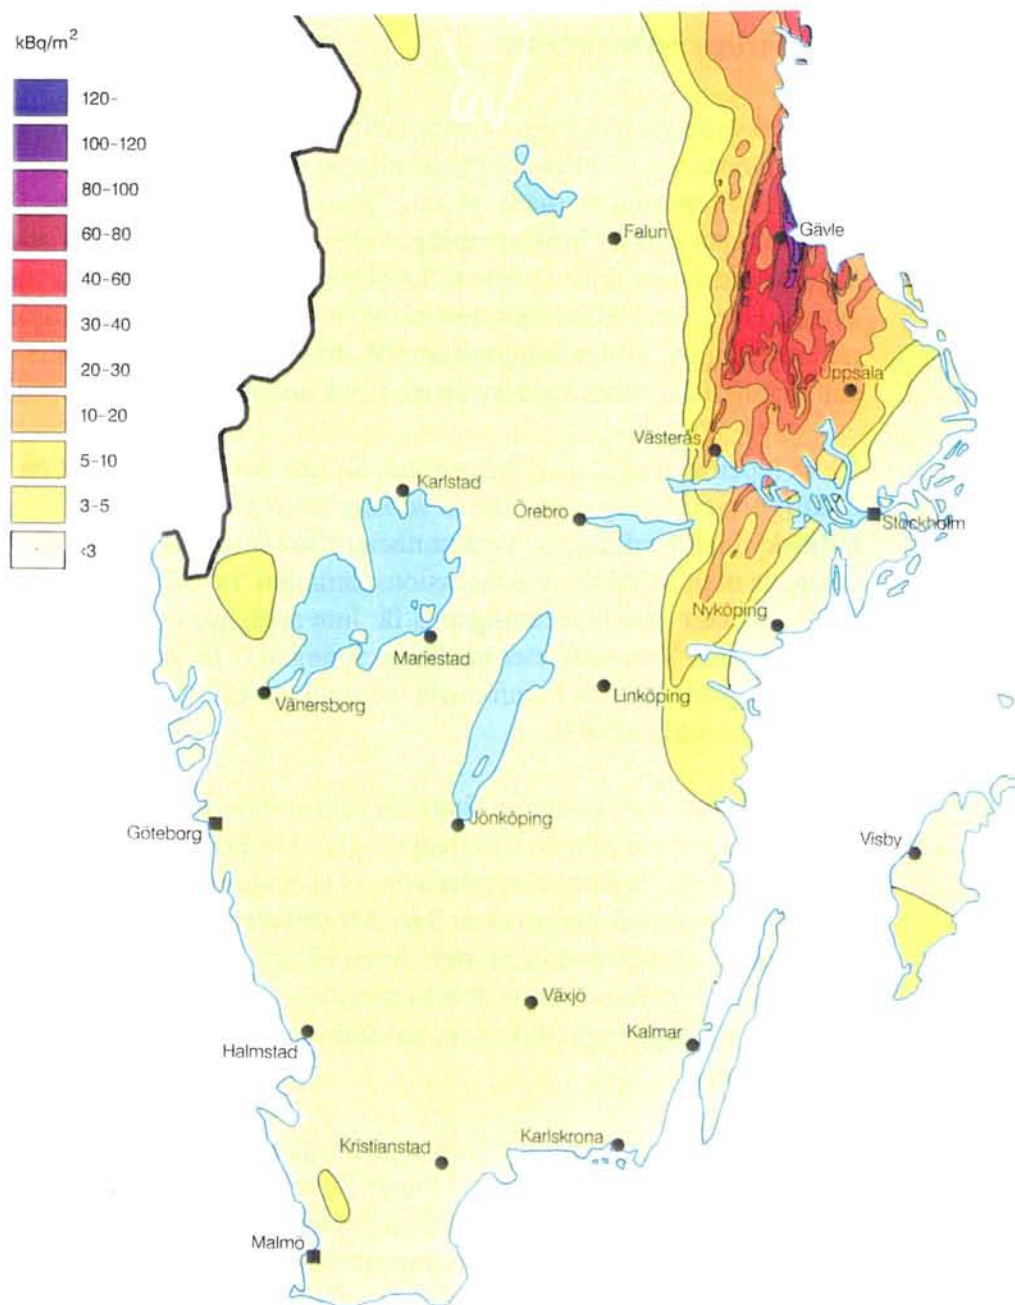 kBq/m²
120-
100-120
80-100
60-80
40-60
30-40
20-30
10-20
5-10
3-5
<3
Falun
Gävle
Uppsala
Västerås
Karlstad
Örebro
Stockholm
Nyköping
Mariestad
Linköping
Vänersborg
Göteborg
Jönköping
Visby
Växjö
Kalmar
Halmstad
Karlskrona
Kristianstad
Malmö